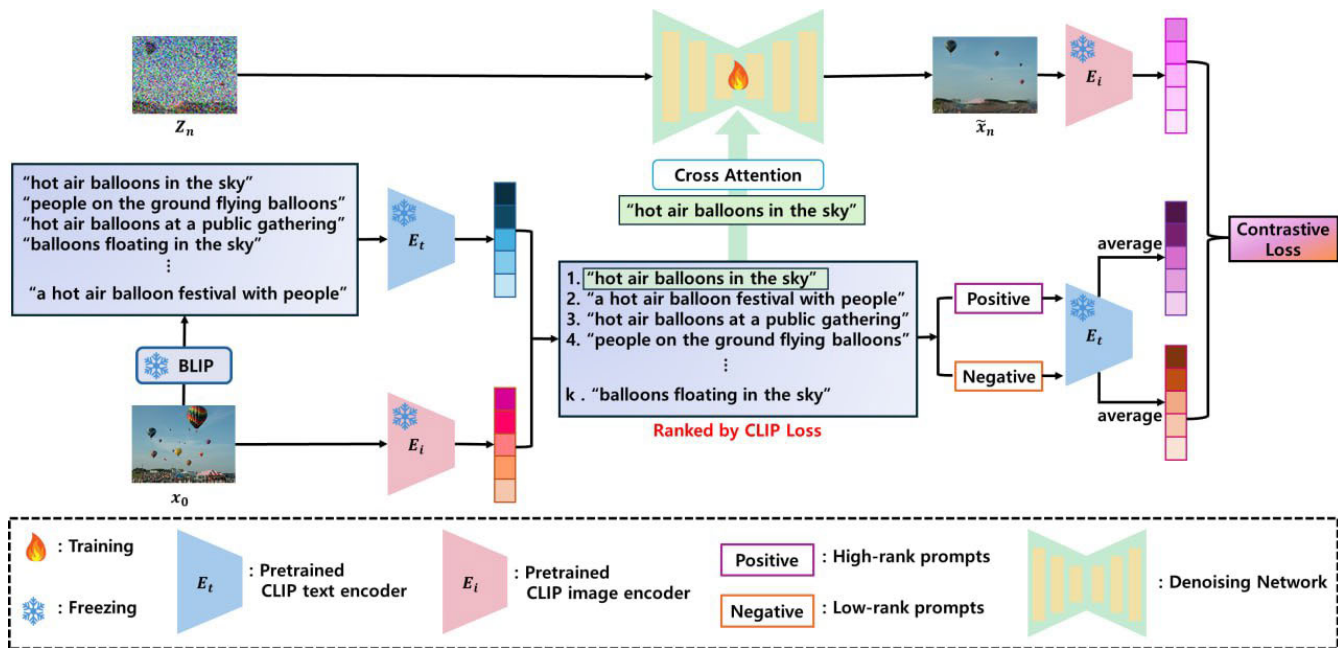 Z_n
E_i
x̃_n
Cross Attention
"hot air balloons in the sky"
"hot air balloons in the sky"
"people on the ground flying balloons"
"hot air balloons at a public gathering"
"balloons floating in the sky"
⋮
"a hot air balloon festival with people"
E_t
BLIP
x_0
E_i
1. "hot air balloons in the sky"
2. "a hot air balloon festival with people"
3. "hot air balloons at a public gathering"
4. "people on the ground flying balloons"
⋮
k . "balloons floating in the sky"
Ranked by CLIP Loss
Positive
Negative
E_t
average
average
Contrastive
Loss
: Training
: Freezing
E_t
: Pretrained
CLIP text encoder
E_i
: Pretrained
CLIP image encoder
Positive
: High-rank prompts
Negative
: Low-rank prompts
: Denoising Network